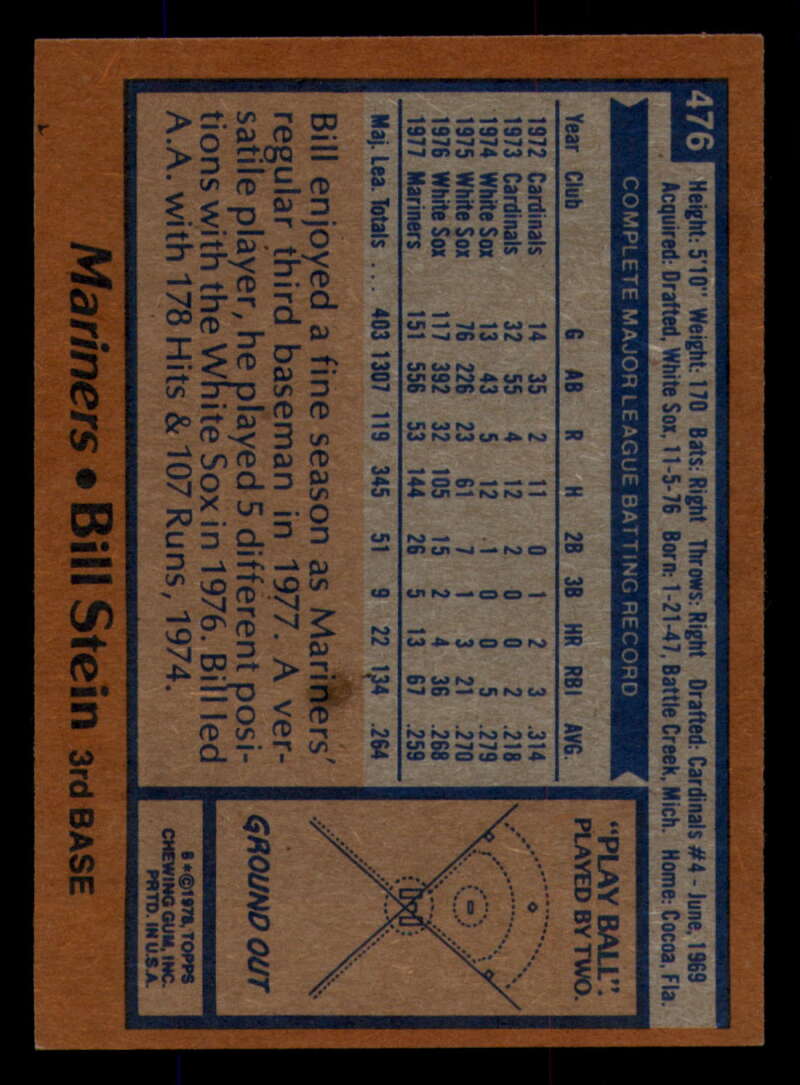 476
Height: 5'10" Weight: 170 Bats: Right Throws: Right Drafted: Cardinals #4 - June, 1969
Acquired: Drafted, White Sox, 11-5-76 Born: 1-21-47, Battle Creek, Mich. Home: Cocoa, Fla.
COMPLETE MAJOR LEAGUE BATTING RECORD
Year Club G AB R H 2B 3B HR RBI AVG.
1972 Cardinals 14 35 2 11 0 1 2 3 .314
1973 Cardinals 32 55 4 12 2 0 0 2 .218
1974 White Sox 13 43 5 12 1 0 0 5 .279
1975 White Sox 76 226 23 61 7 1 3 21 .270
1976 White Sox 117 392 32 105 15 2 4 36 .268
1977 Mariners 151 556 53 144 26 5 13 67 .259
Maj. Lea. Totals ... 403 1307 119 345 51 9 22 134 .264
Bill enjoyed a fine season as Mariners'
regular third baseman in 1977. A ver-
satile player, he played 5 different posi-
tions with the White Sox in 1976. Bill led
A.A. with 178 Hits & 107 Runs, 1974.
"PLAY BALL".
PLAYED BY TWO.
GROUND OUT
B *©1978, TOPPS
CHEWING GUM, INC.
PRTD. IN U.S.A.
Mariners • Bill Stein 3rd BASE